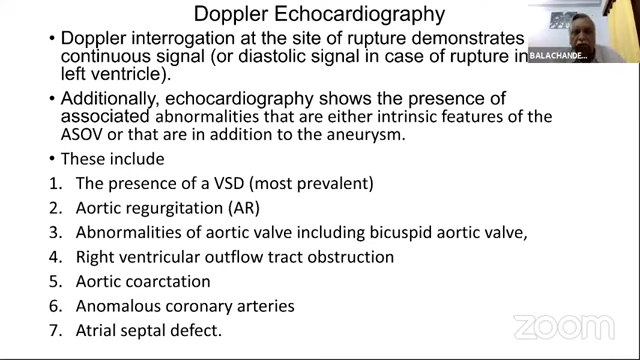 Doppler Echocardiography
• Doppler interrogation at the site of rupture demonstrates
continuous signal (or diastolic signal in case of rupture in
left ventricle).
• Additionally, echocardiography shows the presence of
associated abnormalities that are either intrinsic features of the
ASOV or that are in addition to the aneurysm.
• These include
1. The presence of a VSD (most prevalent)
2. Aortic regurgitation (AR)
3. Abnormalities of aortic valve including bicuspid aortic valve,
4. Right ventricular outflow tract obstruction
5. Aortic coarctation
6. Anomalous coronary arteries
7. Atrial septal defect.
BALACHANDE...
zoom